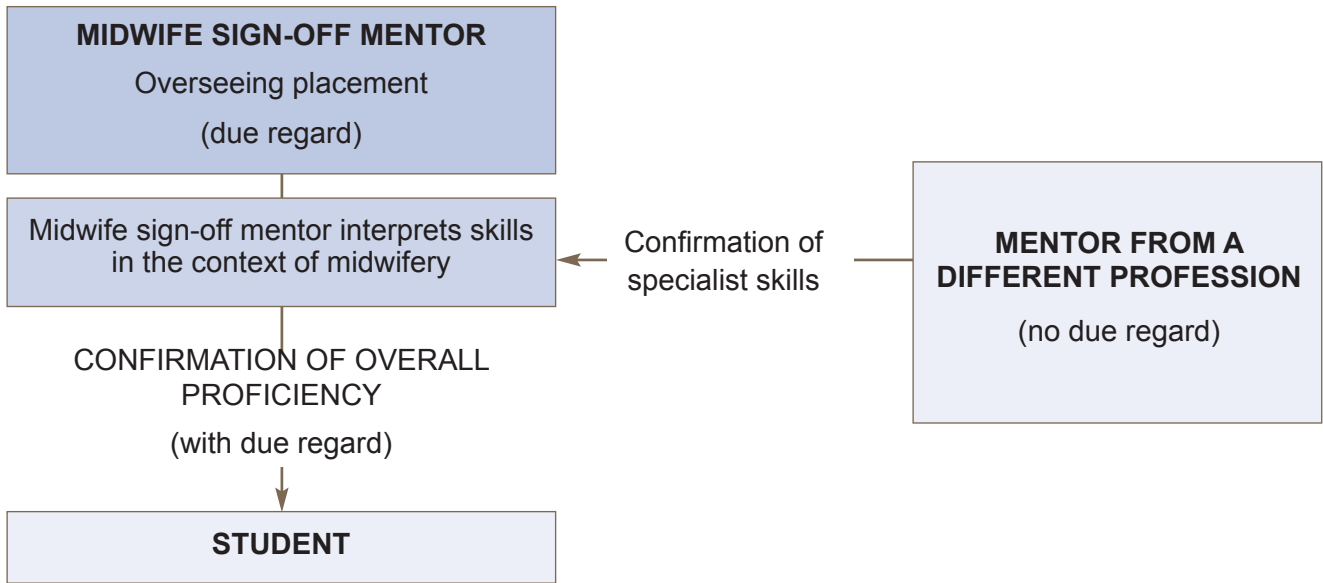 MIDWIFE SIGN-OFF MENTOR
Overseeing placement
(due regard)
Midwife sign-off mentor interprets skills
in the context of midwifery
Confirmation of
specialist skills
MENTOR FROM A
DIFFERENT PROFESSION
(no due regard)
CONFIRMATION OF OVERALL
PROFICIENCY
(with due regard)
STUDENT